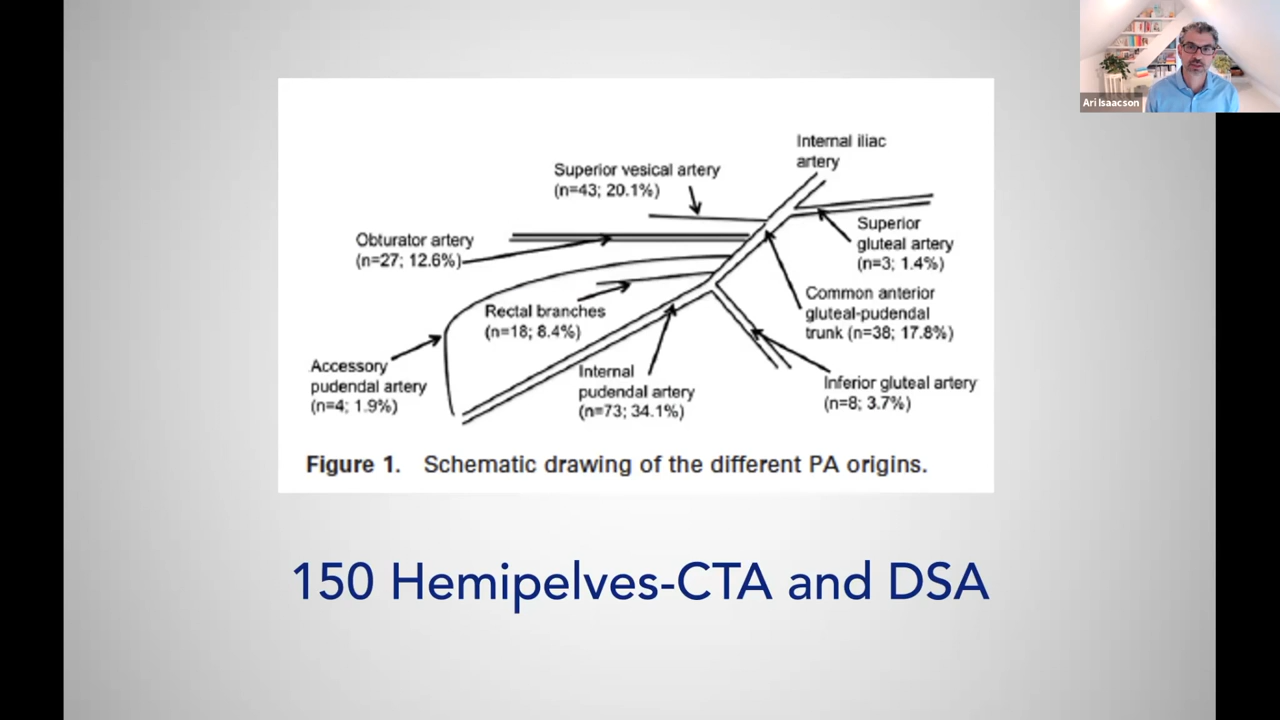 Ari Isaacson
Internal iliac
artery
Superior vesical artery
(n=43; 20.1%)
Superior
gluteal artery
(n=3; 1.4%)
Obturator artery
(n=27; 12.6%)
Common anterior
gluteal-pudendal
trunk (n=38; 17.8%)
Rectal branches
(n=18; 8.4%)
Accessory
pudendal artery
(n=4; 1.9%)
Internal
pudendal artery
(n=73; 34.1%)
Inferior gluteal artery
(n=8; 3.7%)
Figure 1. Schematic drawing of the different PA origins.
150 Hemipelves-CTA and DSA